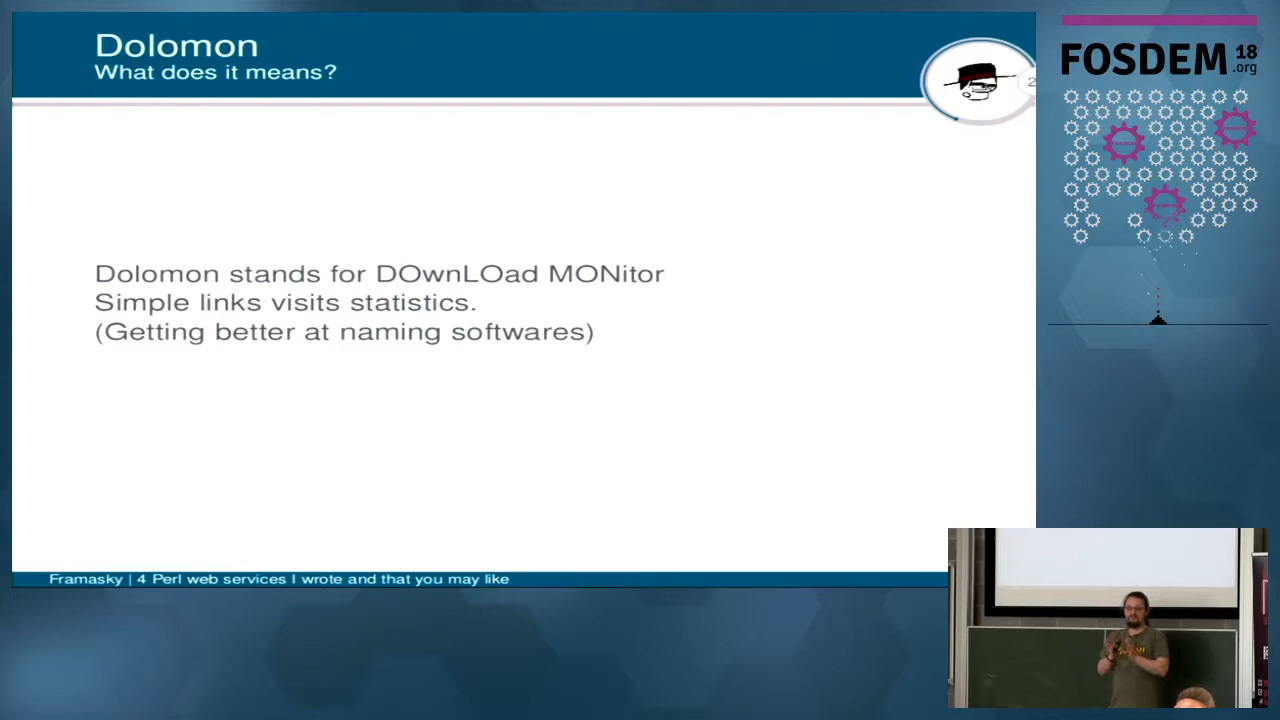 Dolomon
What does it means?
2
Dolomon stands for DOwnLOad MONitor
Simple links visits statistics.
(Getting better at naming softwares)
Framasky | 4 Perl web services I wrote and that you may like
FOSDEM 18
.org